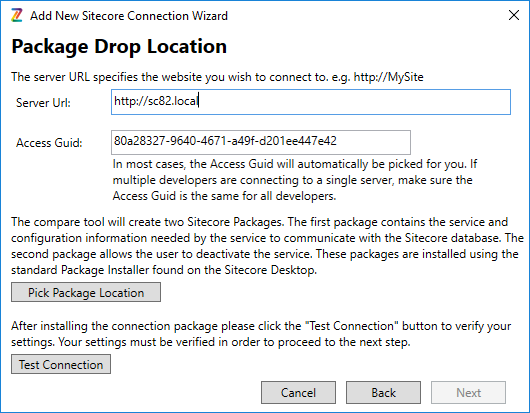 Add New Sitecore Connection Wizard
Package Drop Location
The server URL specifies the website you wish to connect to. e.g. http://MySite
Server Url:
http://sc82.local
Access Guid:
80a28327-9640-4671-a49f-d201ee447e42
In most cases, the Access Guid will automatically be picked for you. If
multiple developers are connecting to a single server, make sure the
Access Guid is the same for all developers.
The compare tool will create two Sitecore Packages. The first package contains the service and
configuration information needed by the service to communicate with the Sitecore database. The
second package allows the user to deactivate the service. These packages are installed using the
standard Package Installer found on the Sitecore Desktop.
Pick Package Location
After installing the connection package please click the "Test Connection" button to verify your
settings. Your settings must be verified in order to proceed to the next step.
Test Connection
Cancel
Back
Next